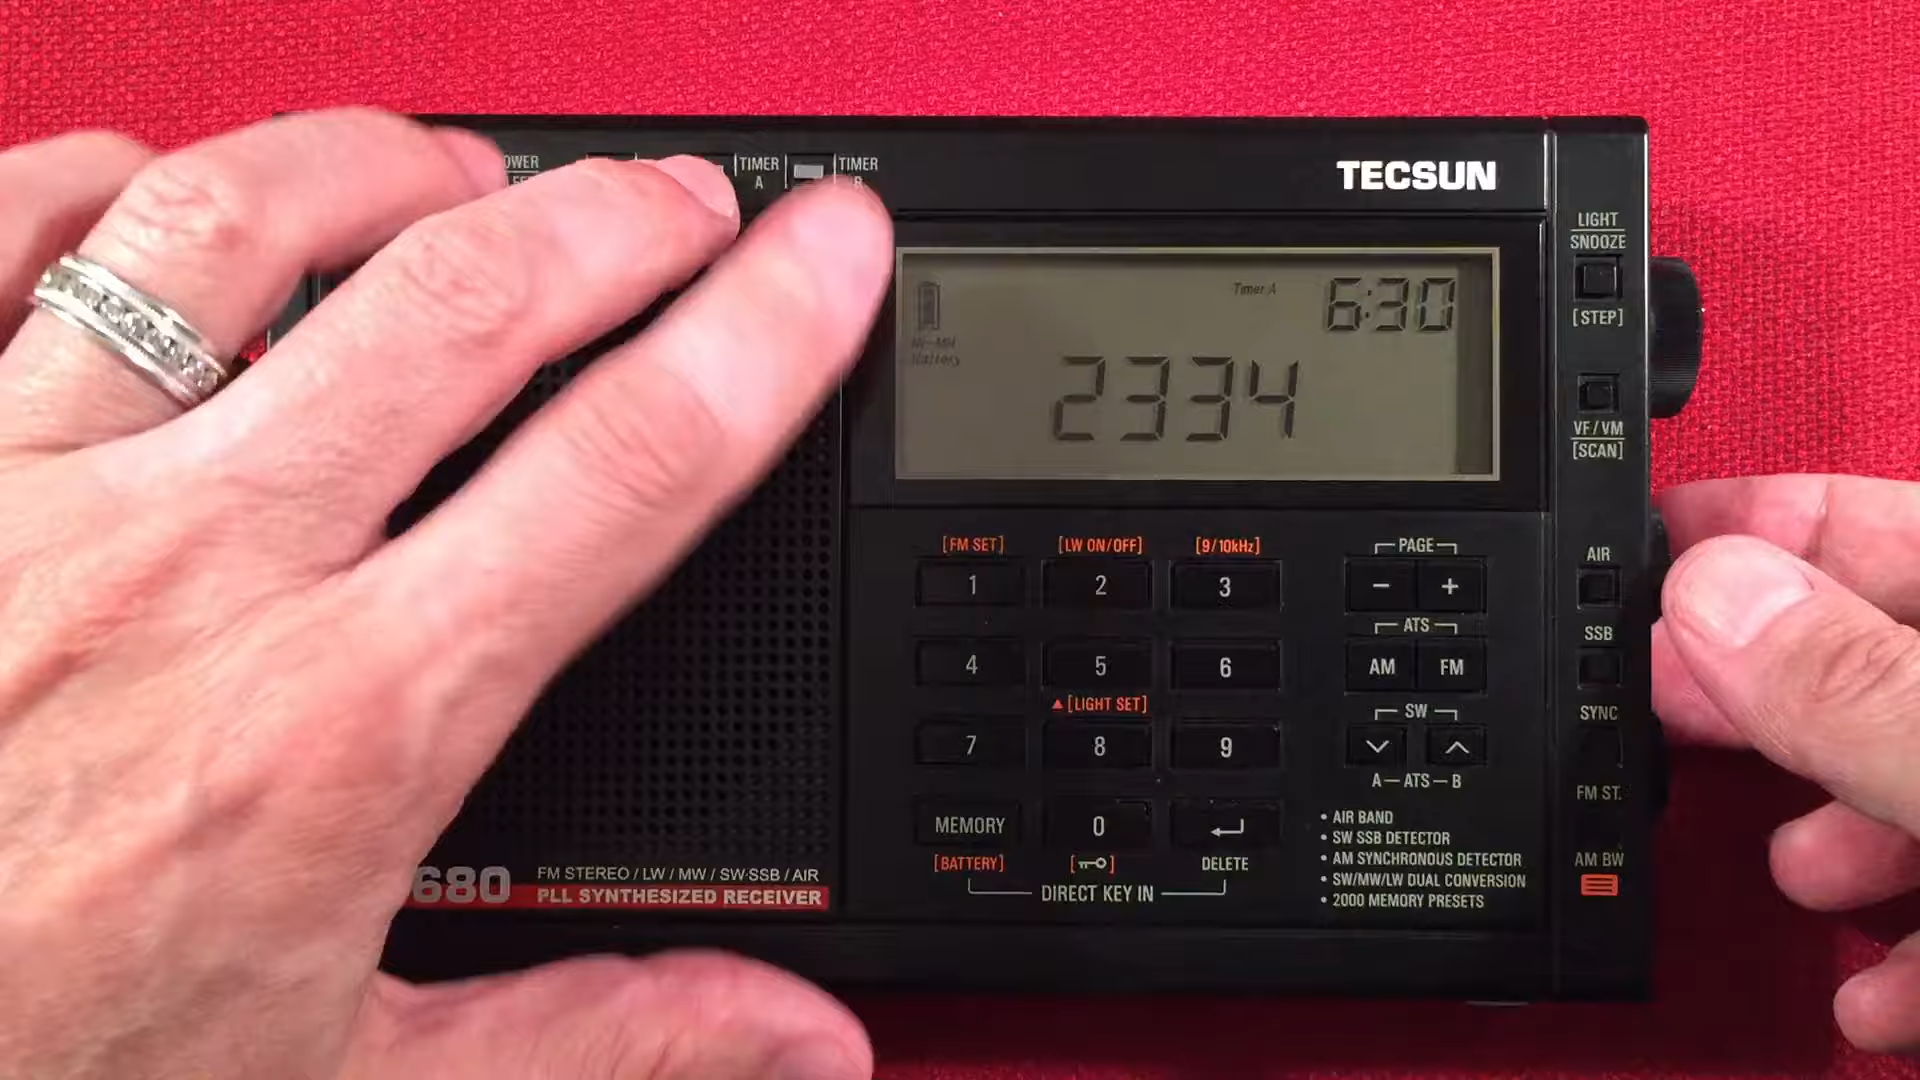 TIMER
A
TIMER
TECSUN
LIGHT
SNOOZE
[STEP]
Timer A
6:30
Battery
2334
VF/VM
[SCAN]
[FM SET]
[LW ON/OFF]
[9/10kHz]
PAGE
1
2
3
-
+
AIR
ATS
SSB
4
5
6
AM
FM
▲[LIGHT SET]
SW
SYNC
7
8
9
A—ATS—B
FM ST.
MEMORY
0
[BATTERY]
DELETE
DIRECT KEY IN
• AIR BAND
• SW SSB DETECTOR
• AM SYNCHRONOUS DETECTOR
• SW/MW/LW DUAL CONVERSION
• 2000 MEMORY PRESETS
AM BW
680
FM STEREO / LW / MW / SW·SSB / AIR
PLL SYNTHESIZED RECEIVER